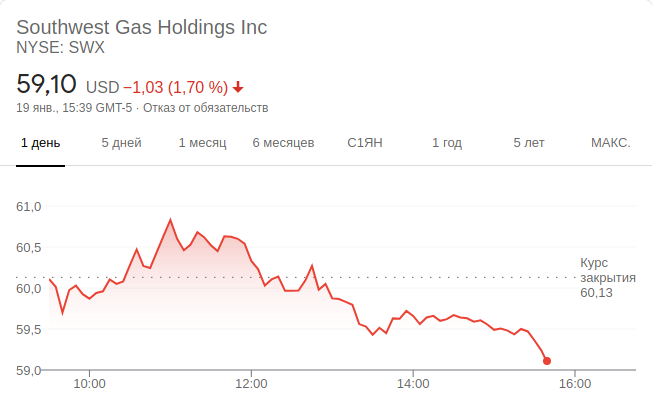 Southwest Gas Holdings Inc
NYSE: SWX
59,10 USD −1,03 (1,70 %)
19 янв., 15:39 GMT-5 · Отказ от обязательств
1 день 5 дней 1 месяц 6 месяцев С1ЯН 1 год 5 лет МАКС.
61,0
60,5
Курс
закрытия
60,13
60,0
59,5
59,0
10:00 12:00 14:00 16:00